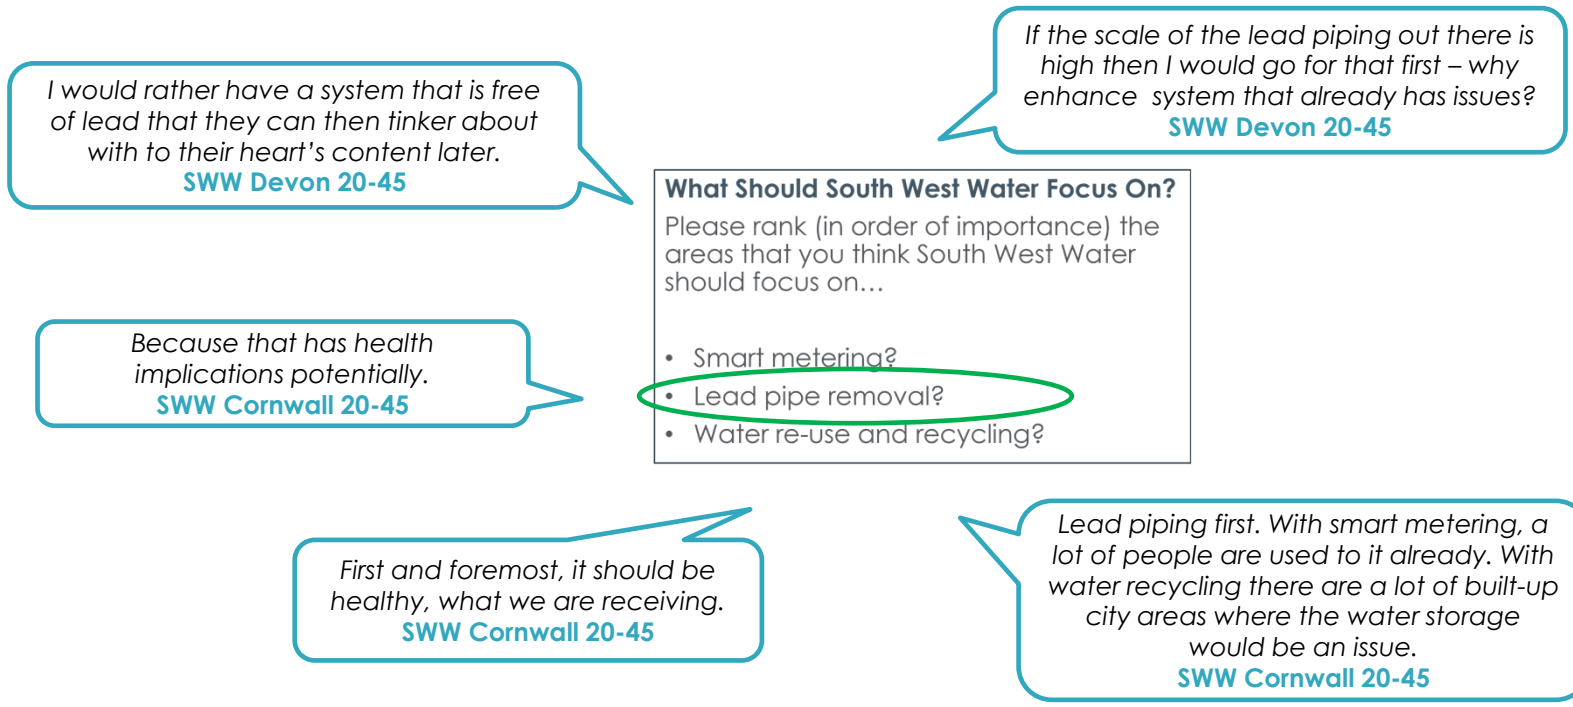 I would rather have a system that is free
of lead that they can then tinker about
with to their heart's content later.
SWW Devon 20-45
If the scale of the lead piping out there is
high then I would go for that first – why
enhance  system that already has issues?
SWW Devon 20-45
What Should South West Water Focus On?
Please rank (in order of importance) the
areas that you think South West Water
should focus on…
• Smart metering?
• Lead pipe removal?
• Water re-use and recycling?
Because that has health
implications potentially.
SWW Cornwall 20-45
First and foremost, it should be
healthy, what we are receiving.
SWW Cornwall 20-45
Lead piping first. With smart metering, a
lot of people are used to it already. With
water recycling there are a lot of built-up
city areas where the water storage
would be an issue.
SWW Cornwall 20-45